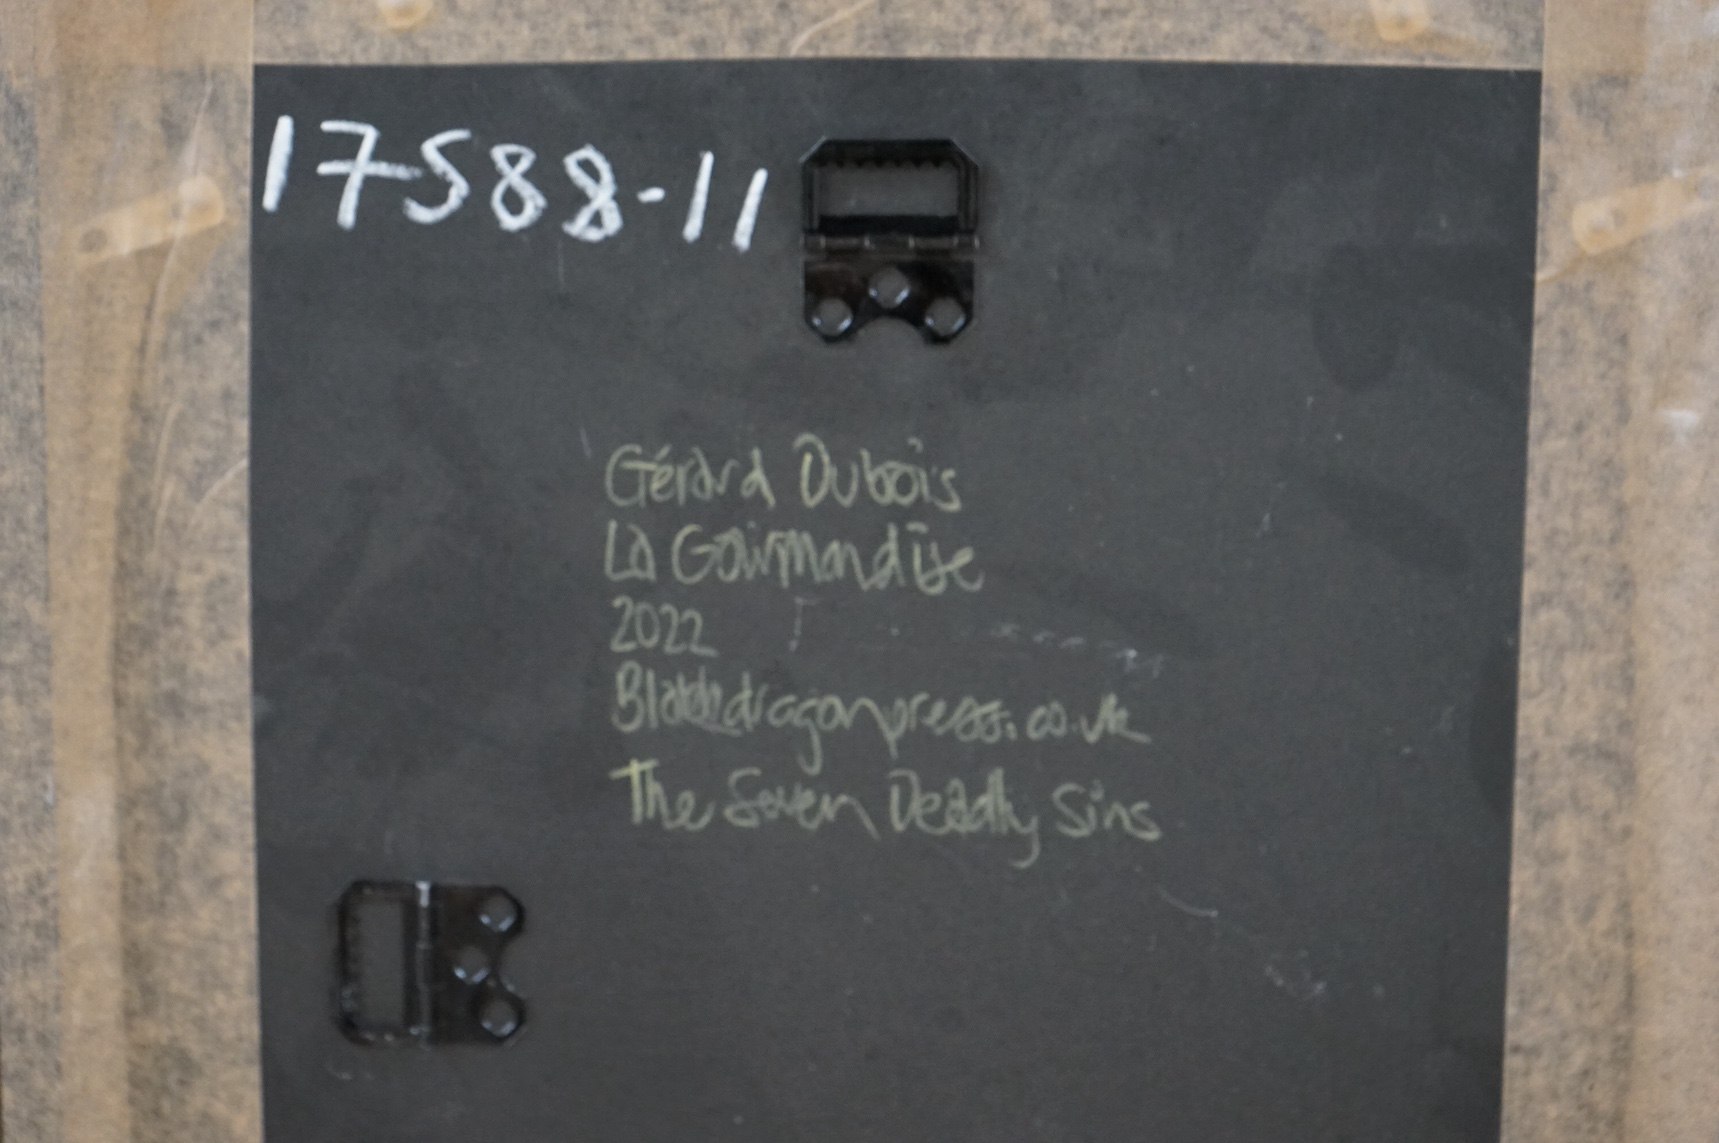 17588-11
Gérard Dubois
La Gourmandise
2022
Blackdragonpress.co.uk
The Seven Deadly Sins